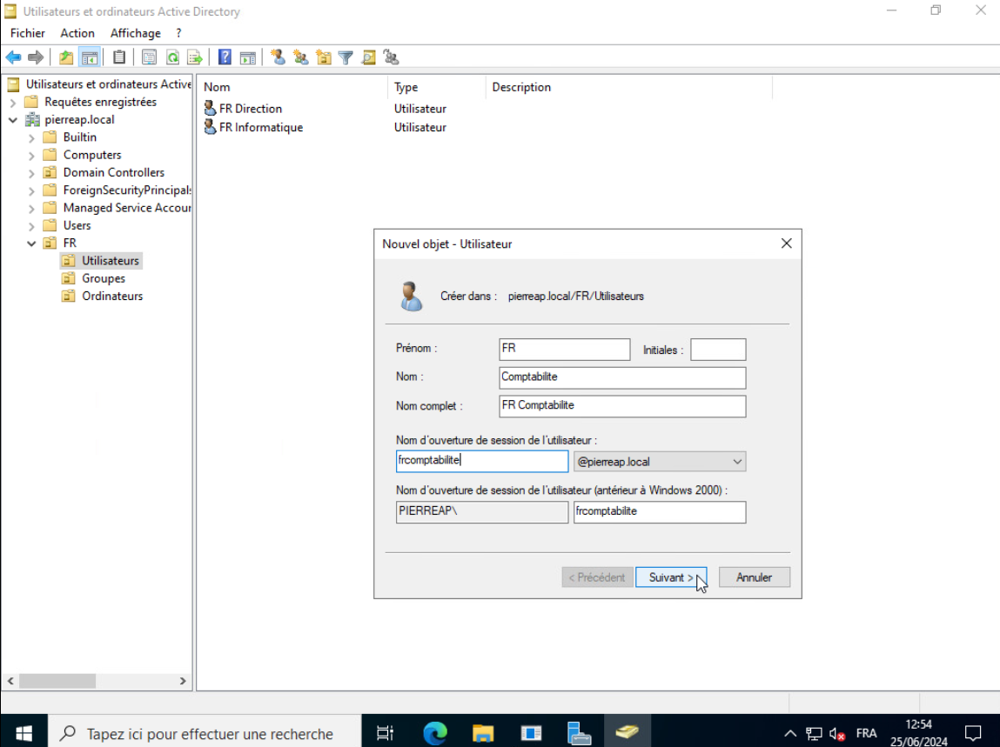 Utilisateurs et ordinateurs Active Directory
Fichier Action Affichage ?
Utilisateurs et ordinateurs Active
Requêtes enregistrées
pierreap.local
Builtin
Computers
Domain Controllers
ForeignSecurityPrincipals
Managed Service Accour
Users
FR
Utilisateurs
Groupes
Ordinateurs
Nom Type Description
FR Direction Utilisateur
FR Informatique Utilisateur
Nouvel objet - Utilisateur
Créer dans : pierreap.local/FR/Utilisateurs
Prénom : FR Initiales :
Nom : Comptabilite
Nom complet : FR Comptabilite
Nom d'ouverture de session de l'utilisateur :
frcomptabilite @pierreap.local
Nom d'ouverture de session de l'utilisateur (antérieur à Windows 2000) :
PIERREAP\ frcomptabilite
< Précédent Suivant > Annuler
Tapez ici pour effectuer une recherche
FRA
12:54
25/06/2024